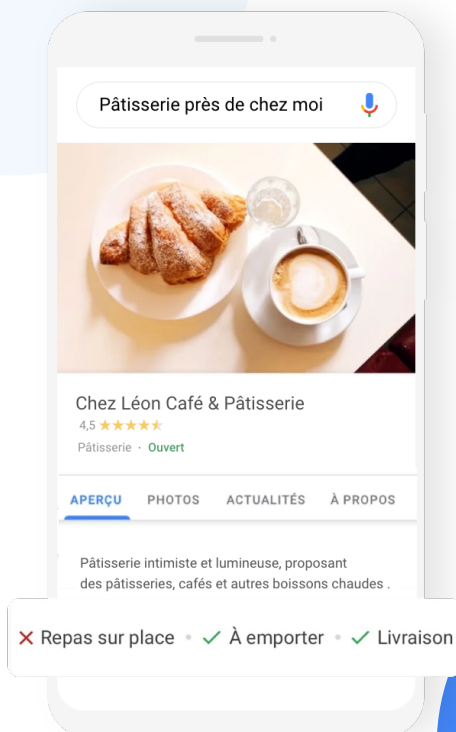 Pâtisserie près de chez moi
Chez Léon Café & Pâtisserie
4,5
Pâtisserie · Ouvert
APERÇU PHOTOS ACTUALITÉS À PROPOS
Pâtisserie intimiste et lumineuse, proposant
des pâtisseries, cafés et autres boissons chaudes .
Repas sur place • À emporter • Livraison